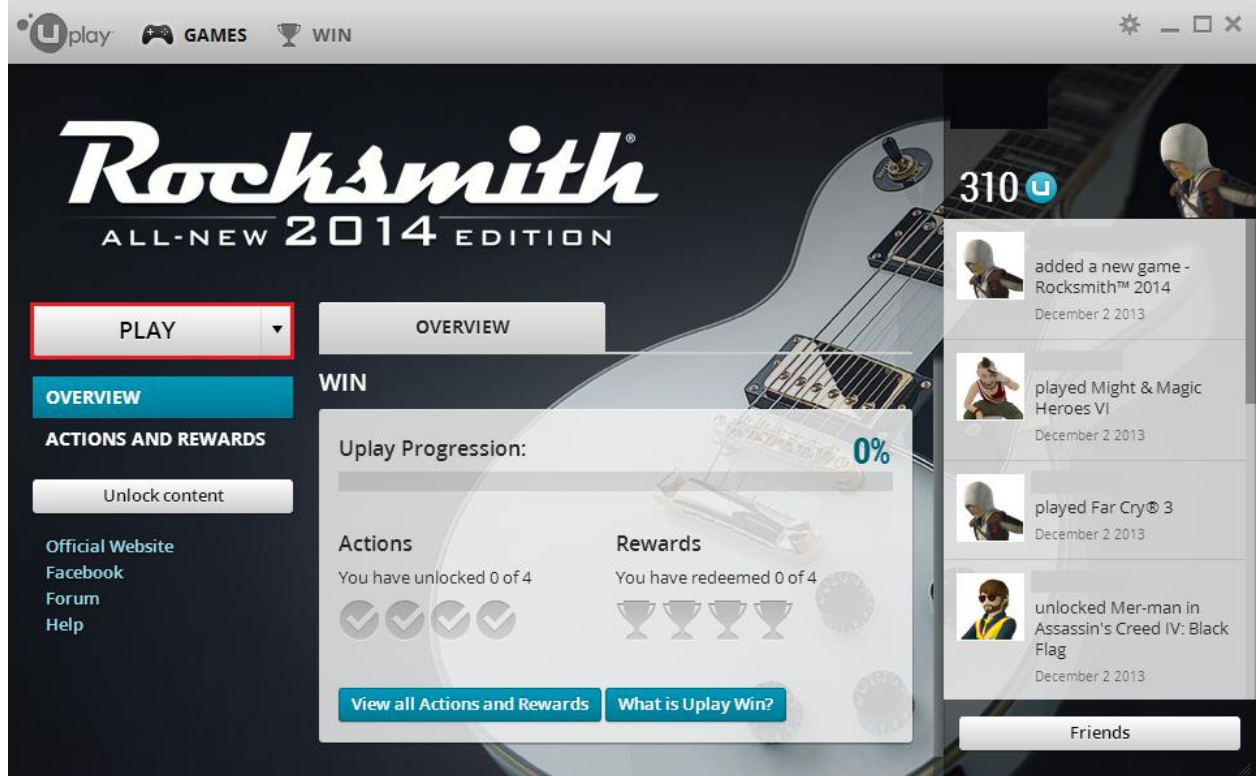 Uplay GAMES WIN
Rocksmith®
ALL-NEW 2014 EDITION
310 U
PLAY
OVERVIEW
ACTIONS AND REWARDS
Unlock content
Official Website
Facebook
Forum
Help
OVERVIEW
WIN
Uplay Progression: 0%
Actions
You have unlocked 0 of 4
Rewards
You have redeemed 0 of 4
View all Actions and Rewards
What is Uplay Win?
added a new game -
Rocksmith™ 2014
December 2 2013
played Might & Magic
Heroes VI
December 2 2013
played Far Cry® 3
December 2 2013
unlocked Mer-man in
Assassin's Creed IV: Black
Flag
December 2 2013
Friends